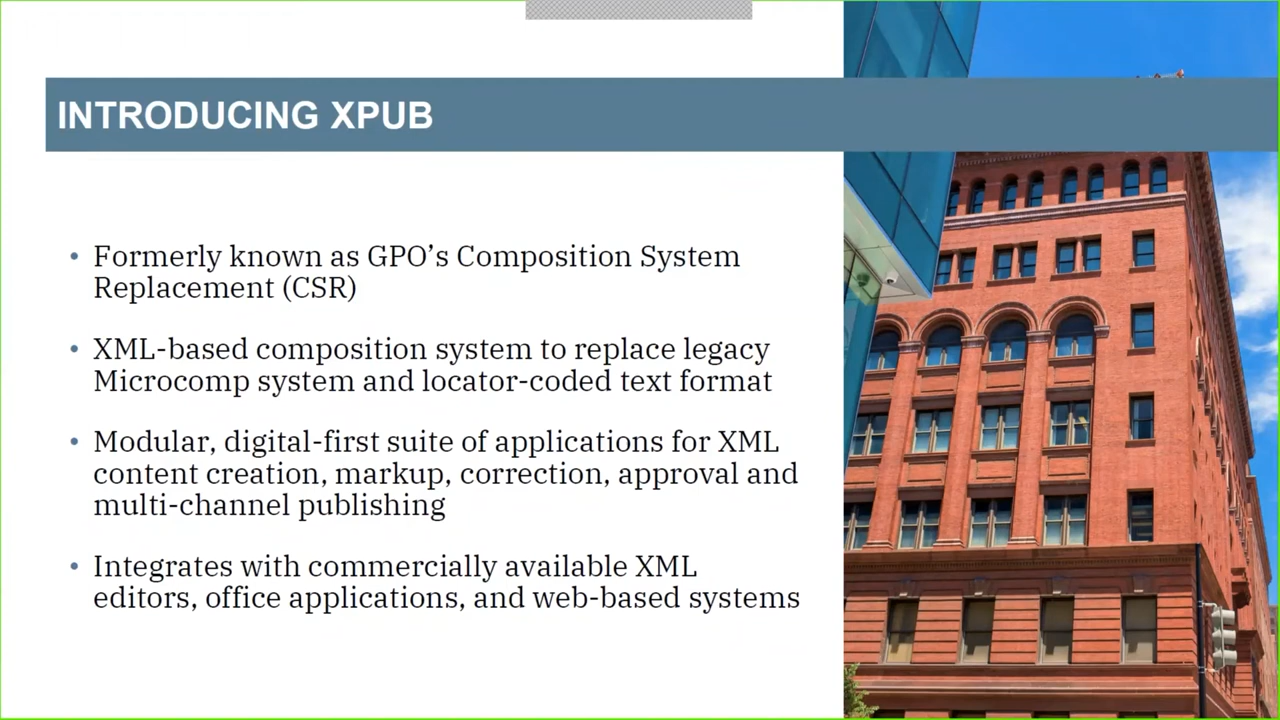 INTRODUCING XPUB
• Formerly known as GPO’s Composition System
Replacement (CSR)
• XML-based composition system to replace legacy
Microcomp system and locator-coded text format
• Modular, digital-first suite of applications for XML
content creation, markup, correction, approval and
multi-channel publishing
• Integrates with commercially available XML
editors, office applications, and web-based systems